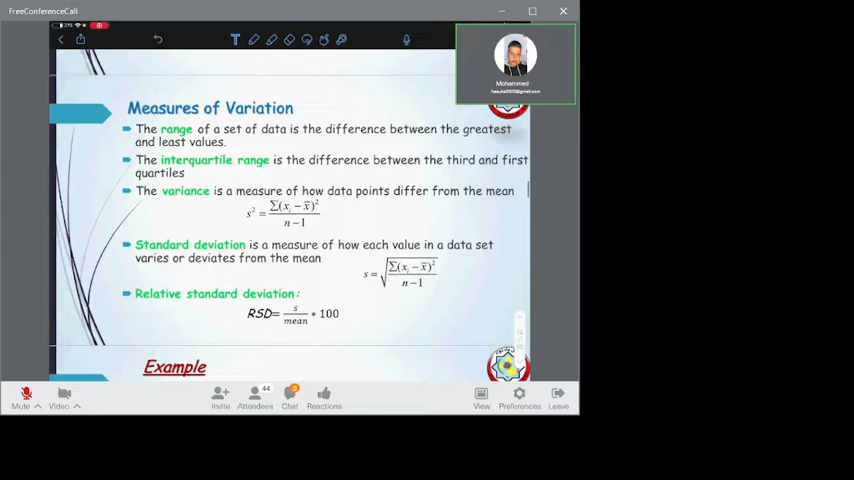 FreeConferenceCall
Mohammed
Measures of Variation
The range of a set of data is the difference between the greatest
and least values.
The interquartile range is the difference between the third and first
quartiles
The variance is a measure of how data points differ from the mean
s² = Σ(xᵢ − x̄)² / n − 1
Standard deviation is a measure of how each value in a data set
varies or deviates from the mean
s = √(Σ(xᵢ − x̄)² / n − 1)
Relative standard deviation:
RSD= s/mean * 100
Example
44
3
Mute
Video
Invite
Attendees
Chat
Reactions
View
Preferences
Leave